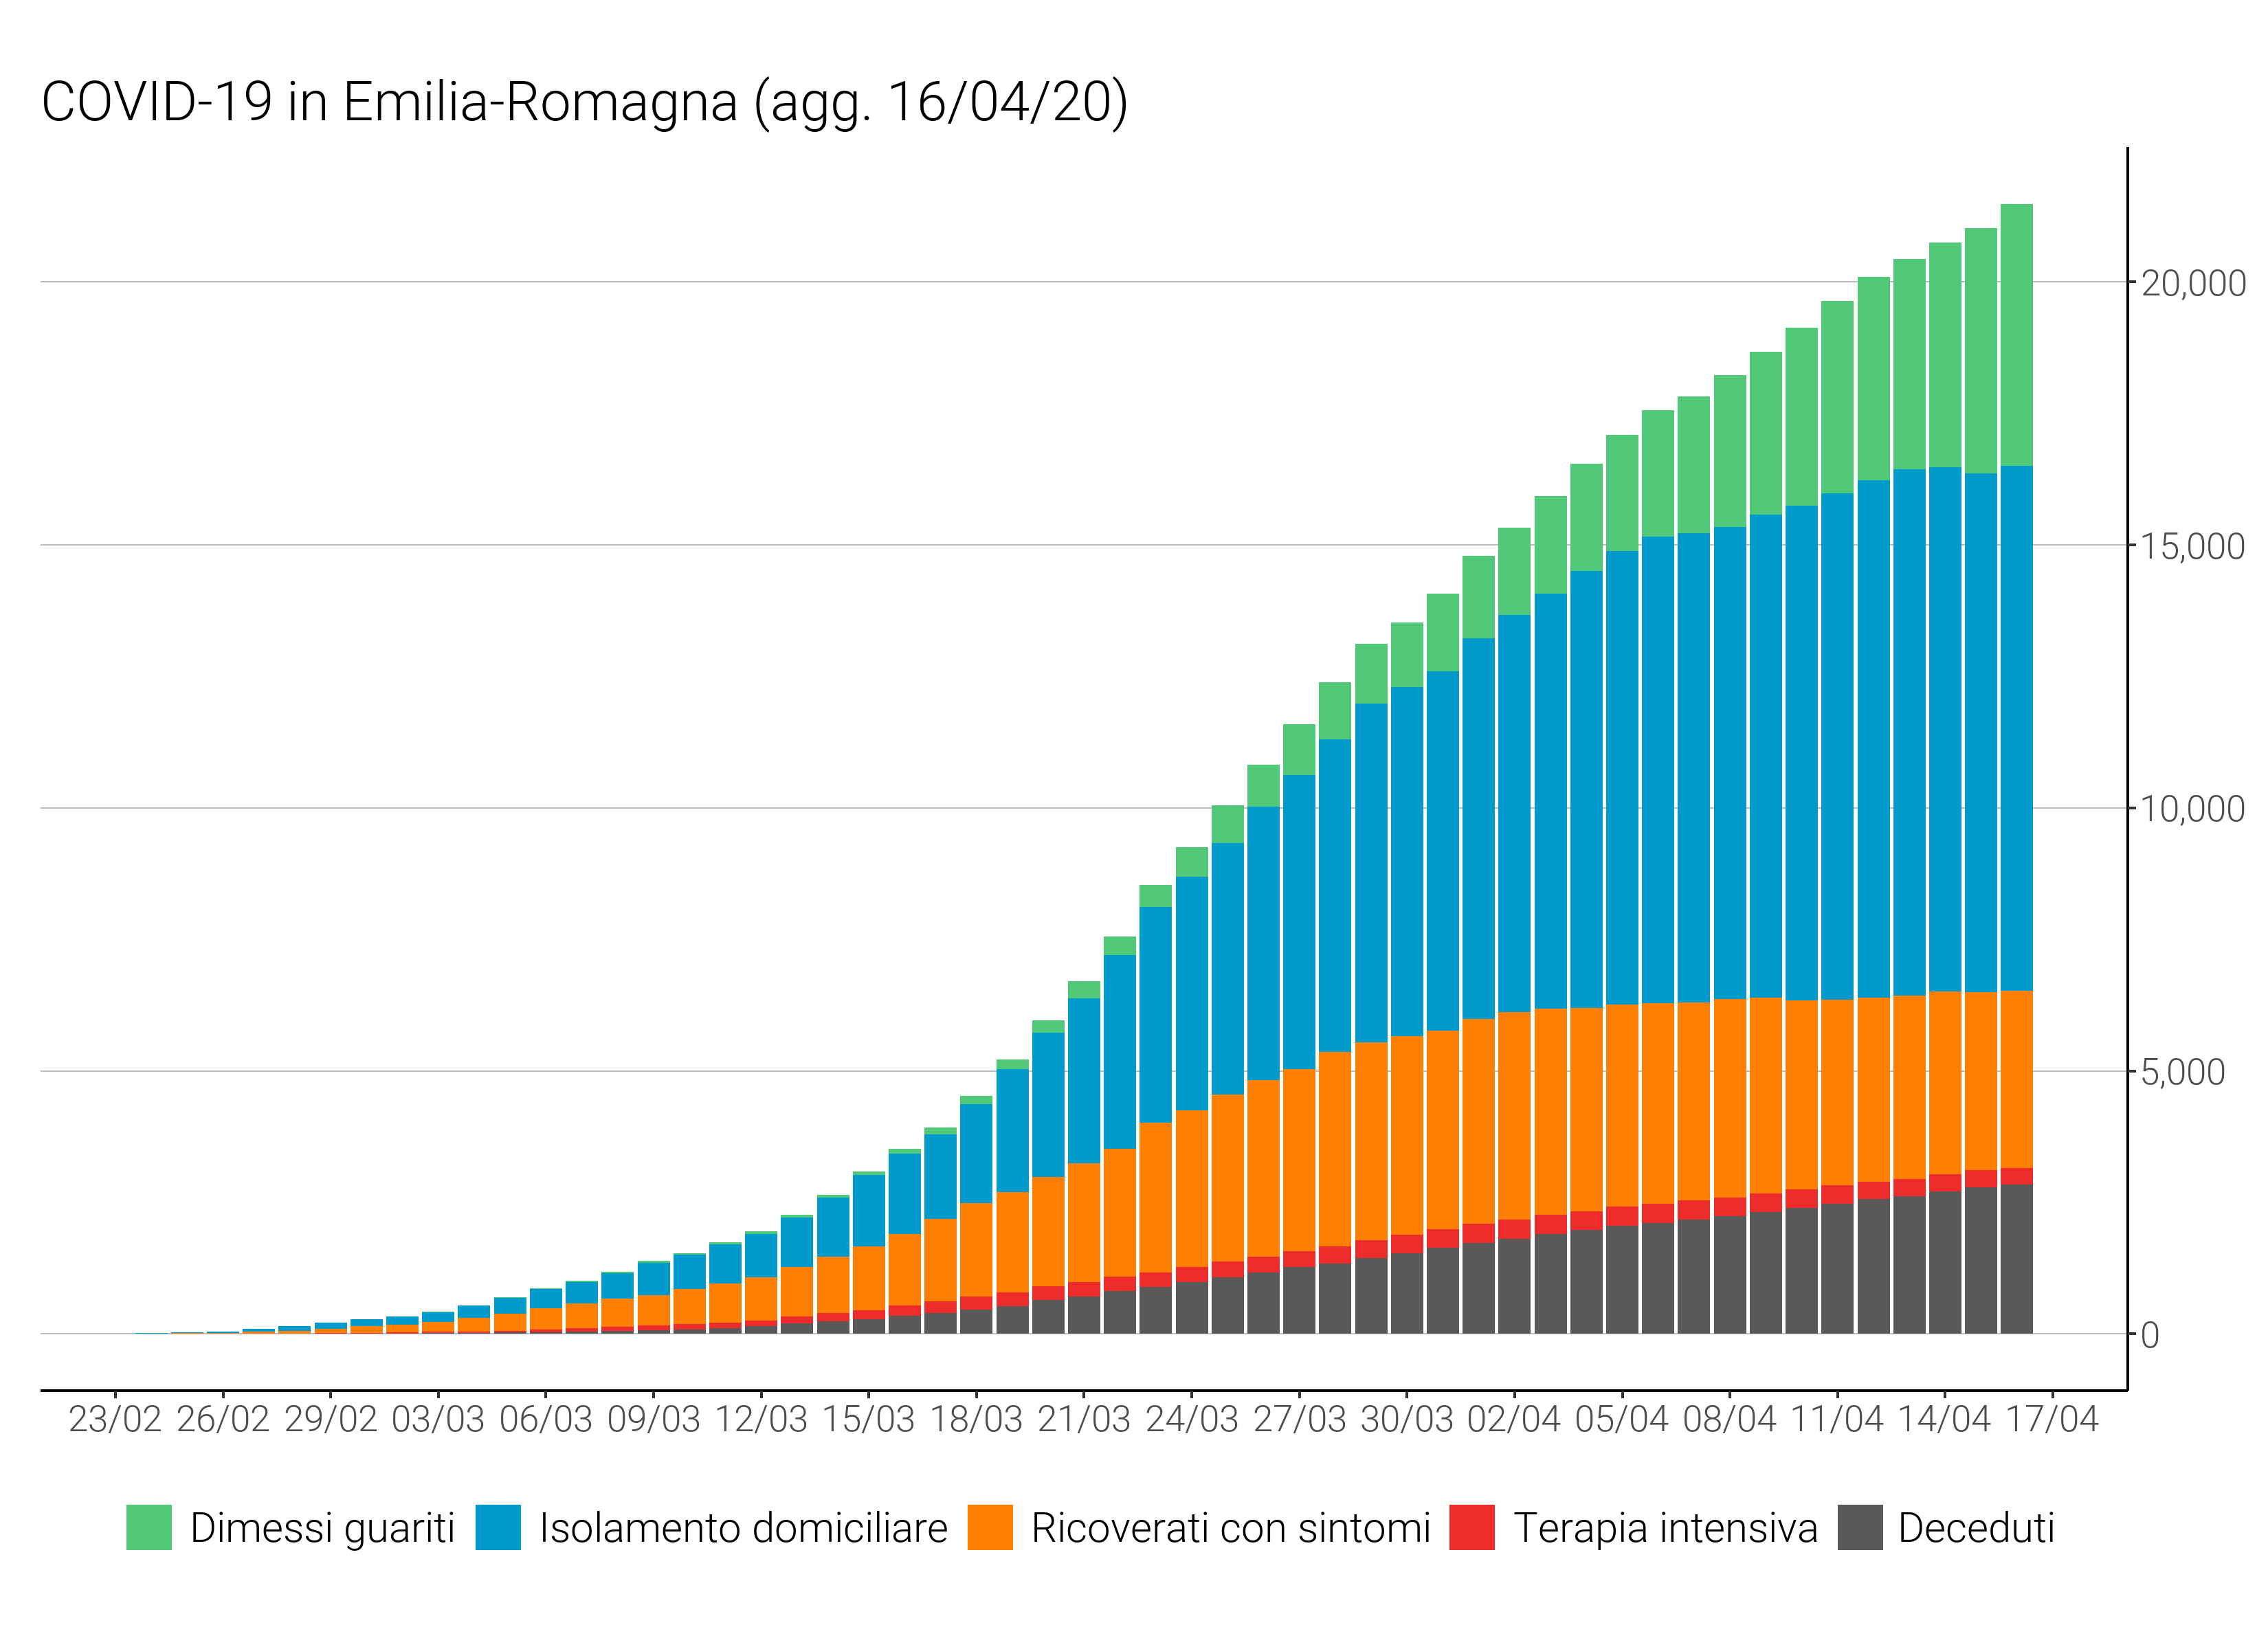 COVID-19 in Emilia-Romagna (agg. 16/04/20)
20,000
15,000
10,000
5,000
0
23/02 26/02 29/02 03/03 06/03 09/03 12/03 15/03 18/03 21/03 24/03 27/03 30/03 02/04 05/04 08/04 11/04 14/04 17/04
Dimessi guariti Isolamento domiciliare Ricoverati con sintomi Terapia intensiva Deceduti